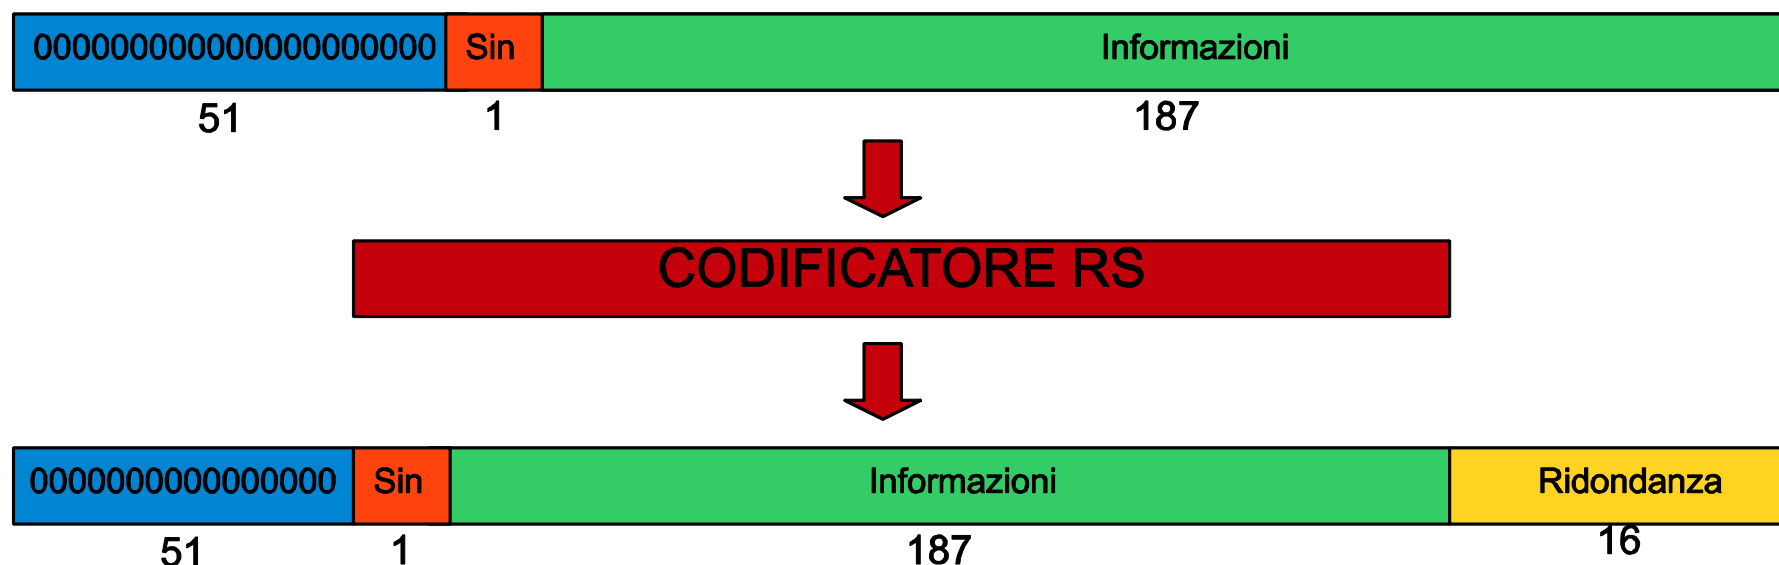 000000000000000000000 Sin Informazioni
51 1 187
CODIFICATORE RS
0000000000000000 Sin Informazioni Ridondanza
51 1 187 16